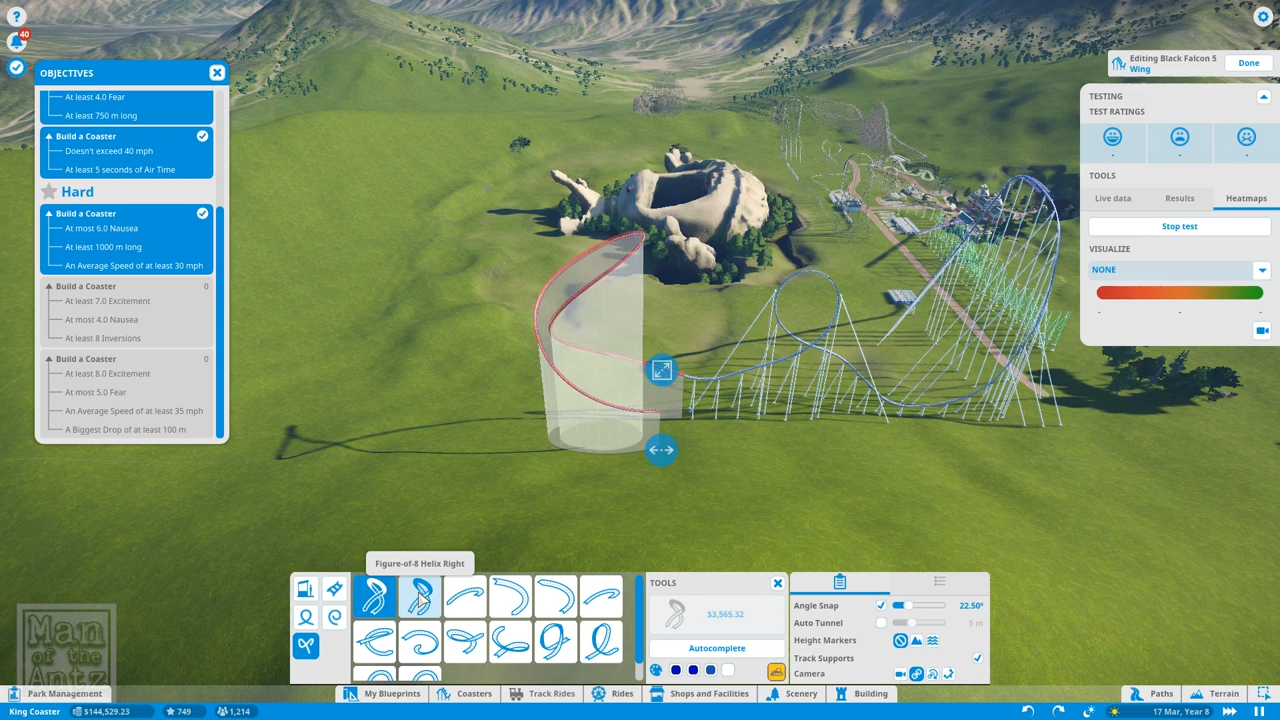 ?
40
OBJECTIVES
At least 4.0 Fear
At least 750 m long
Build a Coaster
Doesn't exceed 40 mph
At least 5 seconds of Air Time
Hard
Build a Coaster
At most 6.0 Nausea
At least 1000 m long
An Average Speed of at least 30 mph
Build a Coaster 0
At least 7.0 Excitement
At most 4.0 Nausea
At least 8 Inversions
Build a Coaster 0
At least 8.0 Excitement
At most 5.0 Fear
An Average Speed of at least 35 mph
A Biggest Drop of at least 100 m
Editing Black Falcon 5
Wing
Done
TESTING
TEST RATINGS
- - -
TOOLS
Live data Results Heatmaps
Stop test
VISUALIZE
NONE
- - -
Figure-of-8 Helix Right
TOOLS
$3,565.32
Autocomplete
Angle Snap 22.50°
Auto Tunnel 5 m
Height Markers
Track Supports
Camera
Man
of the
Antz
Park Management My Blueprints Coasters Track Rides Rides Shops and Facilities Scenery Building Paths Terrain
King Coaster $144,529.23 749 1,214 17 Mar, Year 8